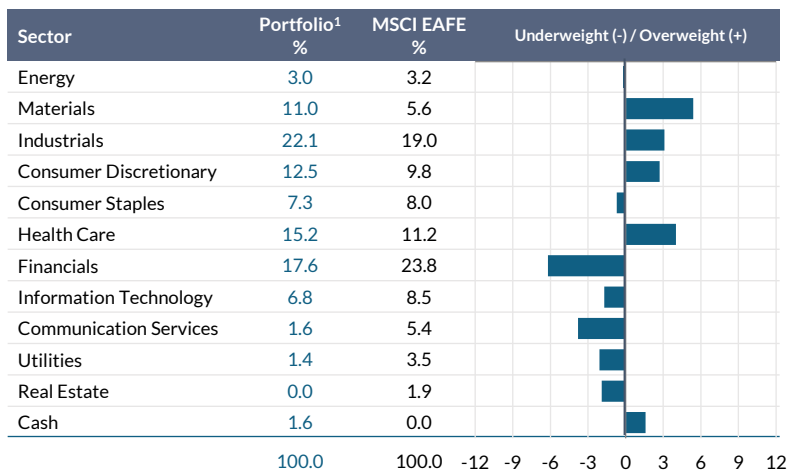 Sector Portfolio¹ % MSCI EAFE % Underweight (-) / Overweight (+)
Energy 3.0 3.2
Materials 11.0 5.6
Industrials 22.1 19.0
Consumer Discretionary 12.5 9.8
Consumer Staples 7.3 8.0
Health Care 15.2 11.2
Financials 17.6 23.8
Information Technology 6.8 8.5
Communication Services 1.6 5.4
Utilities 1.4 3.5
Real Estate 0.0 1.9
Cash 1.6 0.0
100.0 100.0 -12 -9 -6 -3 0 3 6 9 12